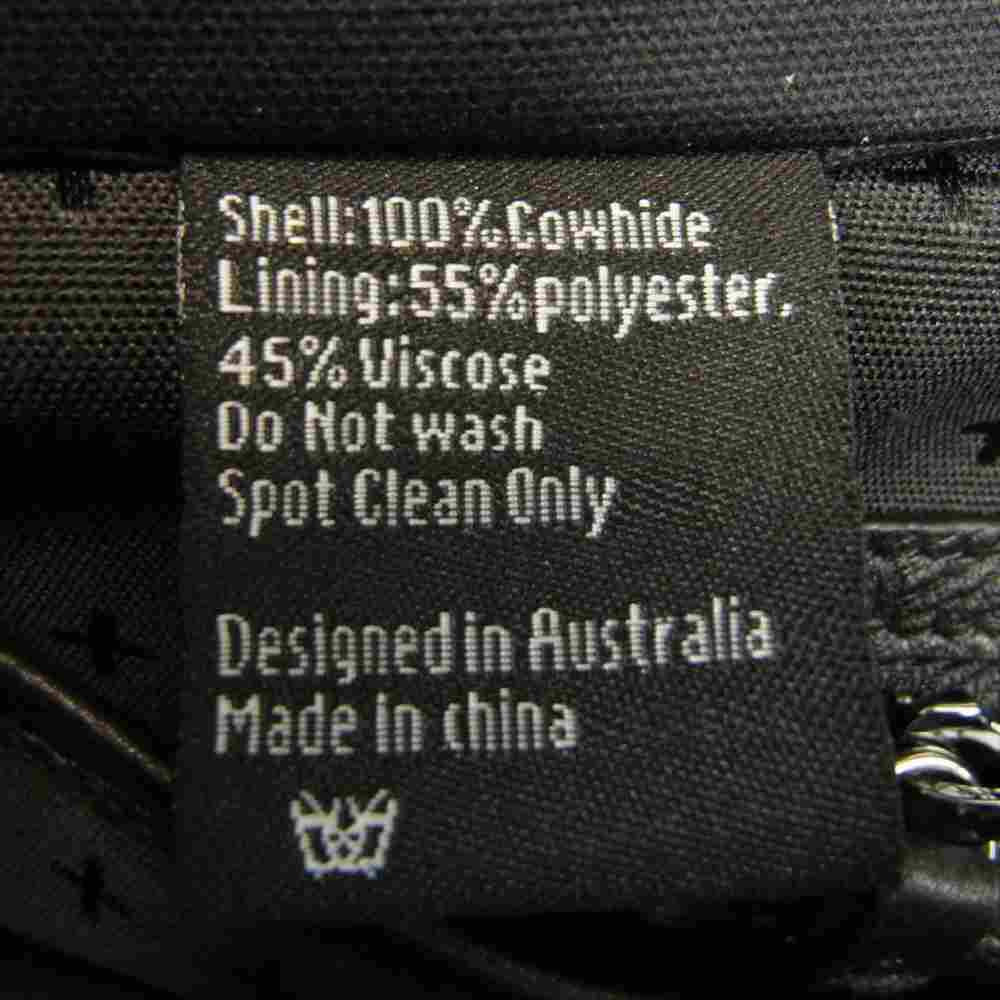 Shell:100%Cowhide
Lining:55%polyester.
45% Viscose
Do Not wash
Spot Clean Only
Designed in Australia
Made in china